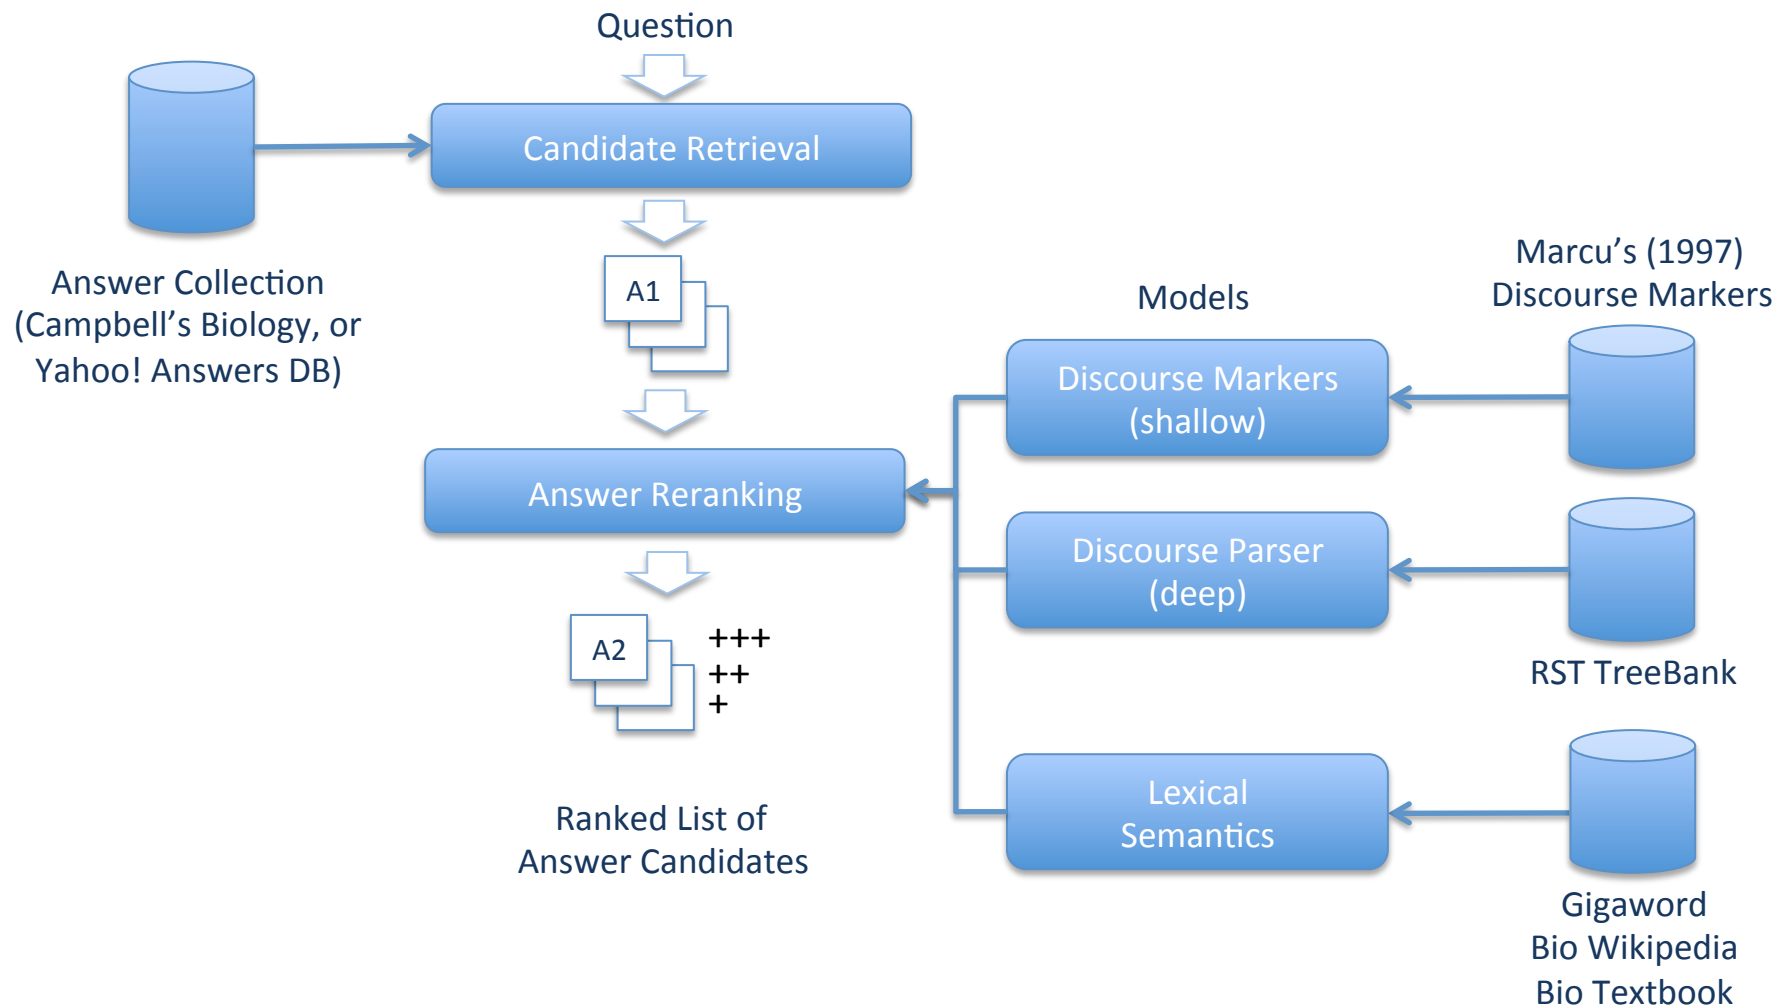 Question
Candidate Retrieval
Answer Collection
(Campbell's Biology, or
Yahoo! Answers DB)
A1
Answer Reranking
A2
+++
++
+
Ranked List of
Answer Candidates
Models
Discourse Markers
(shallow)
Discourse Parser
(deep)
Lexical
Semantics
Marcu's (1997)
Discourse Markers
RST TreeBank
Gigaword
Bio Wikipedia
Bio Textbook